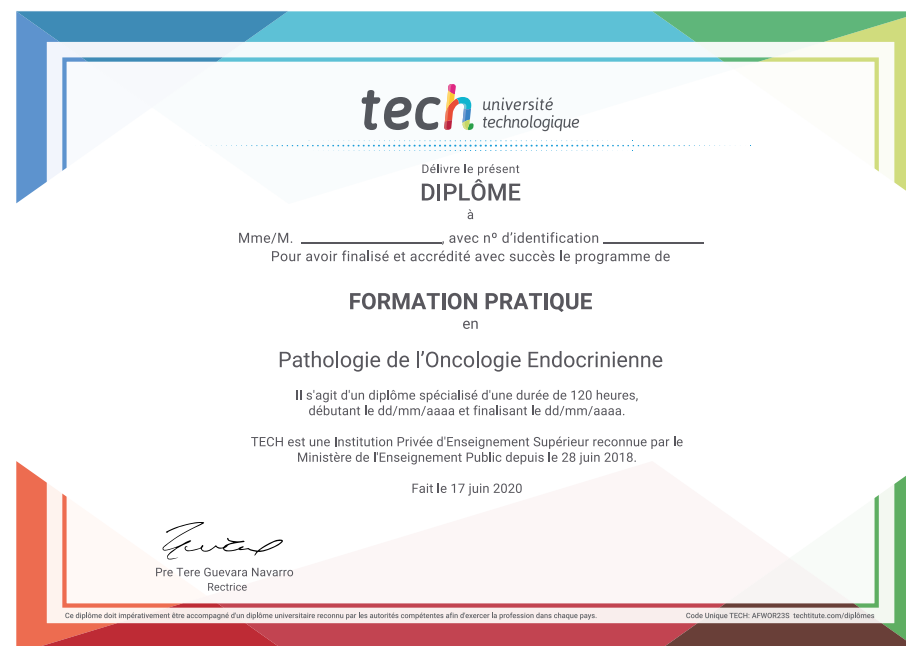 tech université
technologique
Délivre le présent
DIPLÔME
à
Mme/M. ____________________, avec nº d'identification ______________
Pour avoir finalisé et accrédité avec succès le programme de
FORMATION PRATIQUE
en
Pathologie de l'Oncologie Endocrinienne
Il s'agit d'un diplôme spécialisé d'une durée de 120 heures,
débutant le dd/mm/aaaa et finalisant le dd/mm/aaaa.
TECH est une Institution Privée d'Enseignement Supérieur reconnue par le
Ministère de l'Enseignement Public depuis le 28 juin 2018.
Fait le 17 juin 2020
Pre Tere Guevara Navarro
Rectrice
Ce diplôme doit impérativement être accompagné d'un diplôme universitaire reconnu par les autorités compétentes afin d'exercer la profession dans chaque pays.
Code Unique TECH: AFWOR23S techtitute.com/diplômes